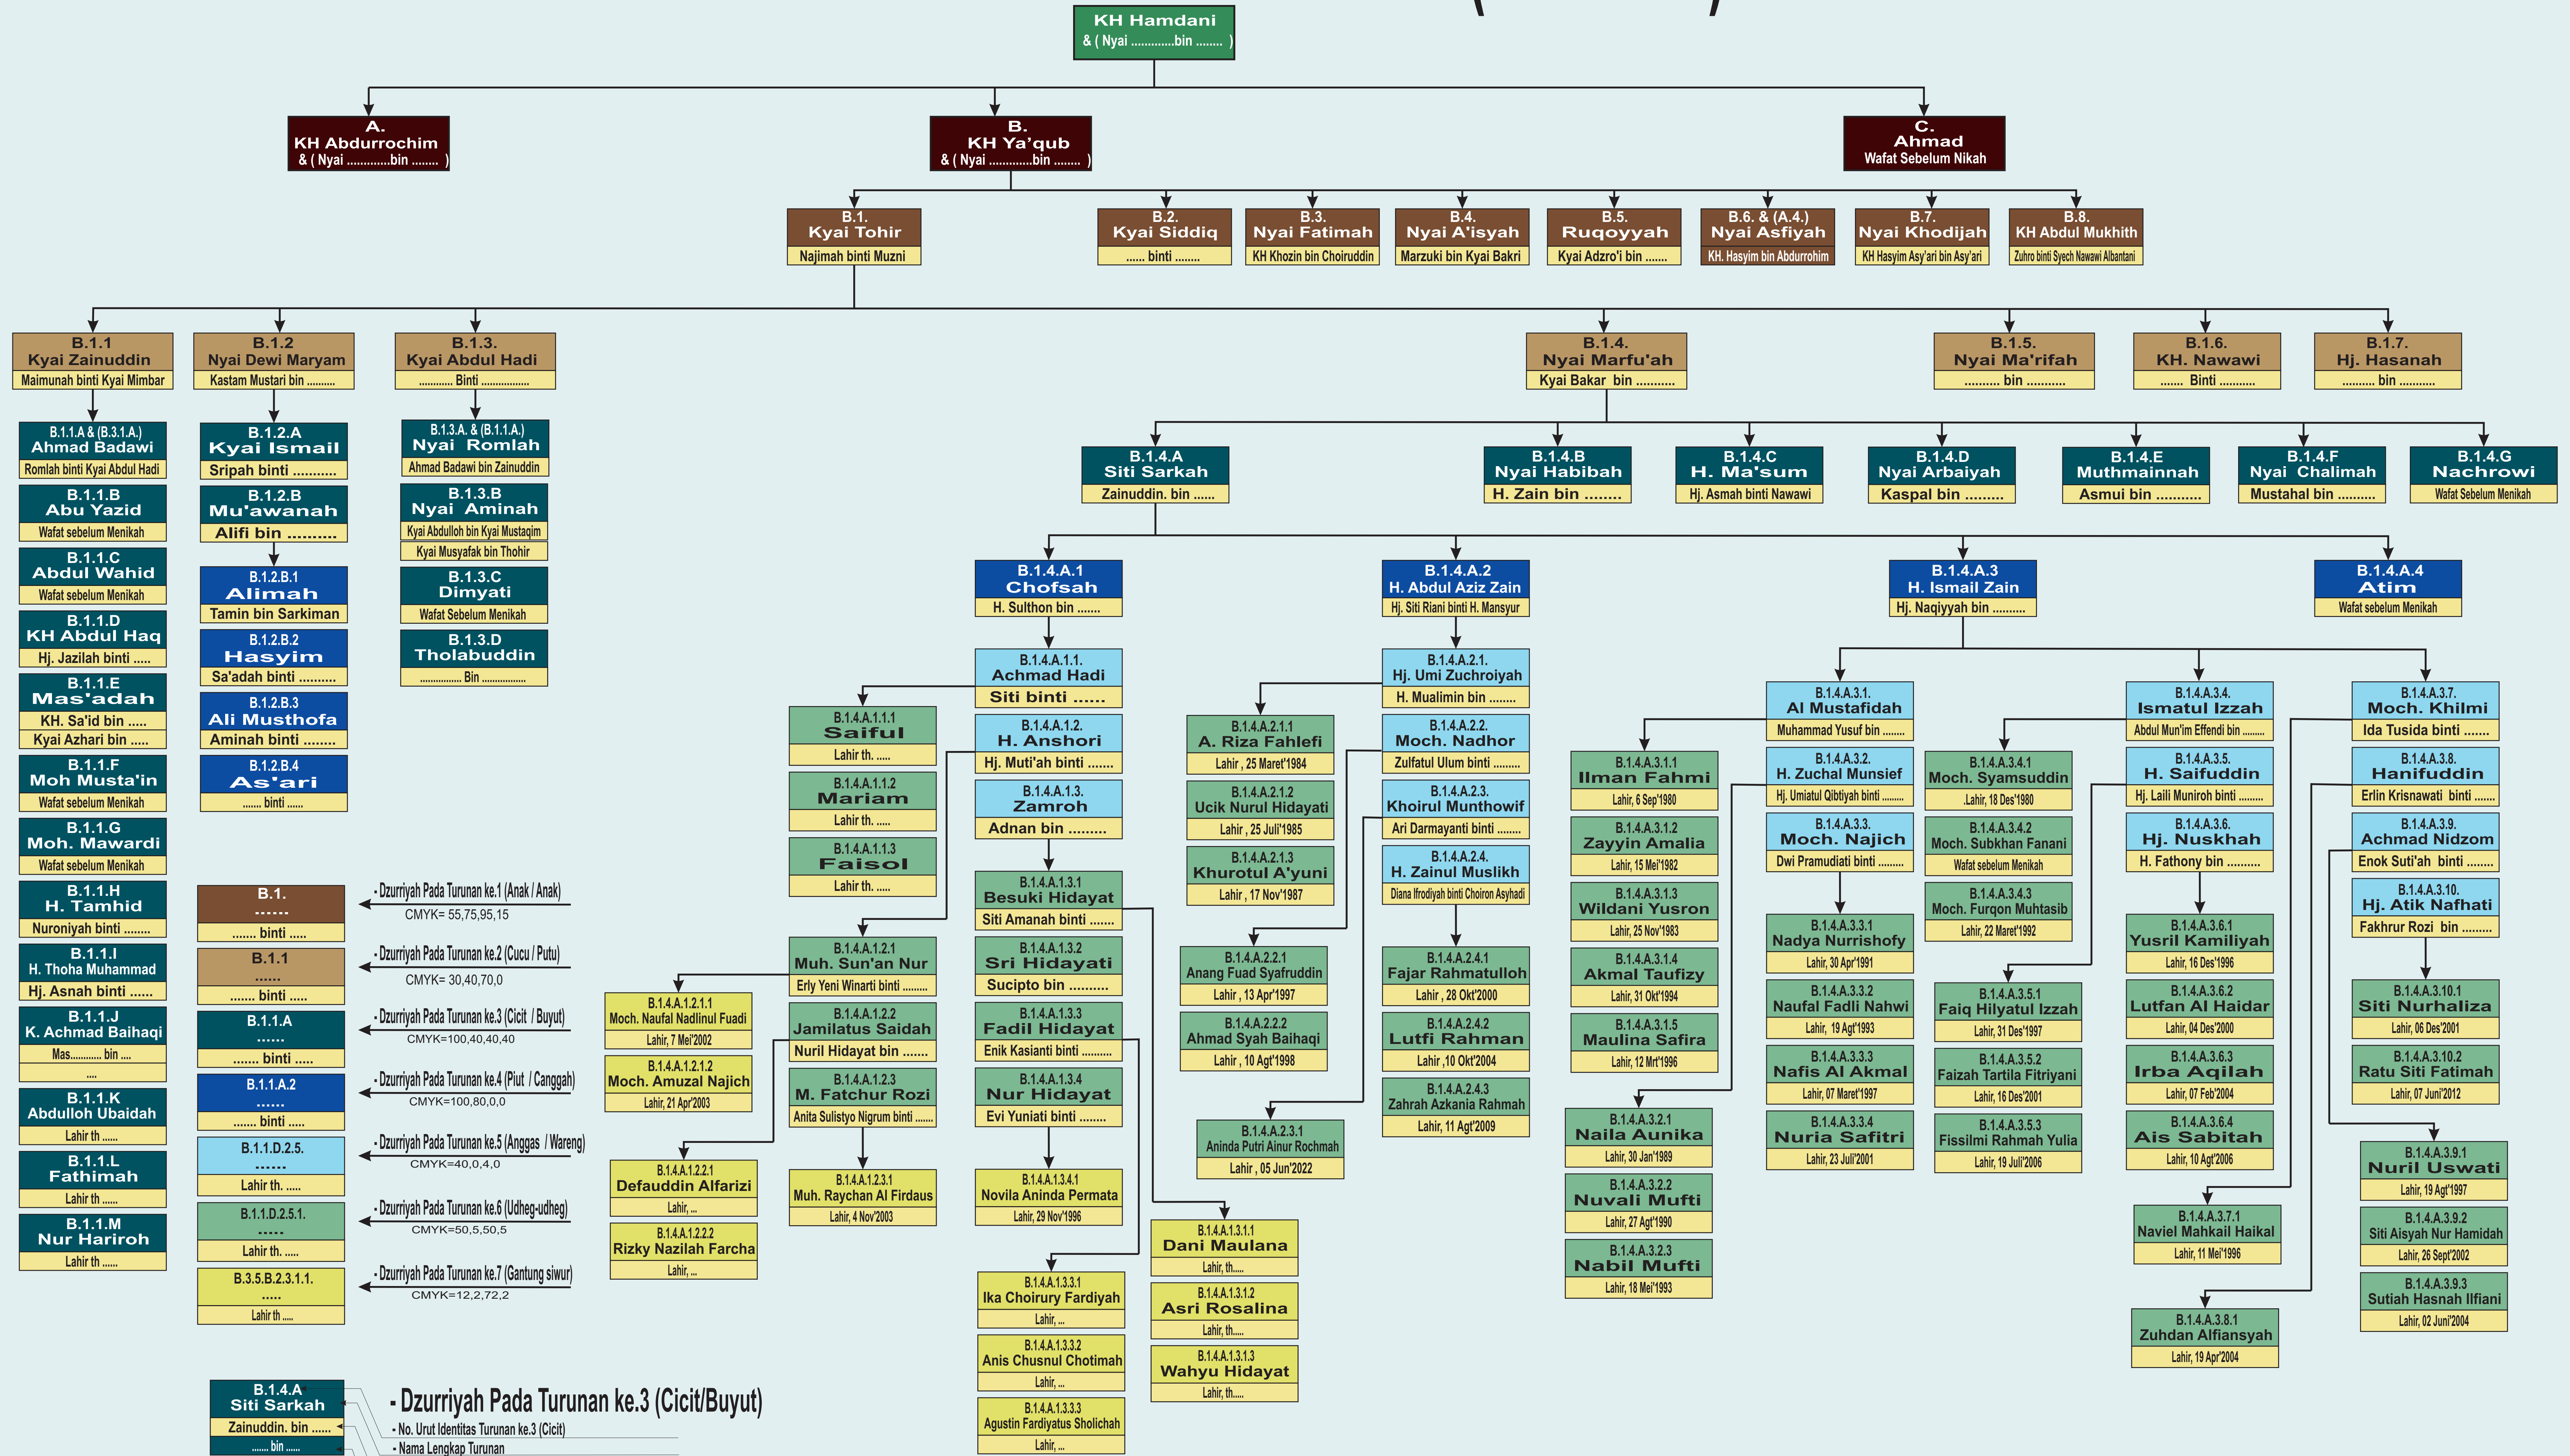 KH Hamdani
& ( Nyai .............bin ........ )
A.
KH Abdurrochim
& ( Nyai .............bin ........ )
B.
KH Ya'qub
& ( Nyai .............bin ........ )
C.
Ahmad
Wafat Sebelum Nikah
B.1.
Kyai Tohir
Najimah binti Muzni
B.2.
Kyai Siddiq
...... binti ........
B.3.
Nyai Fatimah
KH Khozin bin Choiruddin
B.4.
Nyai A'isyah
Marzuki bin Kyai Bakri
B.5.
Ruqoyyah
Kyai Adzro'i bin .......
B.6. & (A.4.)
Nyai Asfiyah
KH. Hasyim bin Abdurrohim
B.7.
Nyai Khodijah
KH Hasyim Asy'ari bin Asy'ari
B.8.
KH Abdul Mukhith
Zuhro binti Syech Nawawi Albantani
B.1.1
Kyai Zainuddin
Maimunah binti Kyai Mimbar
B.1.2
Nyai Dewi Maryam
Kastam Mustari bin ..........
B.1.3.
Kyai Abdul Hadi
............ Binti .................
B.1.4.
Nyai Marfu'ah
Kyai Bakar bin ...........
B.1.5.
Nyai Ma'rifah
.......... bin ...........
B.1.6.
KH. Nawawi
....... Binti ...........
B.1.7.
Hj. Hasanah
.......... bin ...........
B.1.1.A & (B.3.1.A.)
Ahmad Badawi
Romlah binti Kyai Abdul Hadi
B.1.1.B
Abu Yazid
Wafat sebelum Menikah
B.1.1.C
Abdul Wahid
Wafat sebelum Menikah
B.1.1.D
KH Abdul Haq
Hj. Jazilah binti .....
B.1.1.E
Mas'adah
KH. Sa'id bin .....
Kyai Azhari bin .....
B.1.1.F
Moh Musta'in
Wafat sebelum Menikah
B.1.1.G
Moh. Mawardi
Wafat sebelum Menikah
B.1.1.H
H. Tamhid
Nuroniyah binti ........
B.1.1.I
H. Thoha Muhammad
Hj. Asnah binti ......
B.1.1.J
K. Achmad Baihaqi
Mas............ bin ....
....
B.1.1.K
Abdulloh Ubaidah
Lahir th ......
B.1.1.L
Fathimah
Lahir th ......
B.1.1.M
Nur Hariroh
Lahir th ......
B.1.2.A
Kyai Ismail
Sripah binti ...........
B.1.2.B
Mu'awanah
Alifi bin ..........
B.1.2.B.1
Alimah
Tamin bin Sarkiman
B.1.2.B.2
Hasyim
Sa'adah binti ..........
B.1.2.B.3
Ali Musthofa
Aminah binti ........
B.1.2.B.4
As'ari
....... binti ......
B.1.3.A. & (B.1.1.A.)
Nyai Romlah
Ahmad Badawi bin Zainuddin
B.1.3.B
Nyai Aminah
Kyai Abdulloh bin Kyai Mustaqim
Kyai Musyafak bin Thohir
B.1.3.C
Dimyati
Wafat Sebelum Menikah
B.1.3.D
Tholabuddin
................ Bin .................
B.1.4.A
Siti Sarkah
Zainuddin. bin ......
B.1.4.B
Nyai Habibah
H. Zain bin ........
B.1.4.C
H. Ma'sum
Hj. Asmah binti Nawawi
B.1.4.D
Nyai Arbaiyah
Kaspal bin .........
B.1.4.E
Muthmainnah
Asmui bin ...........
B.1.4.F
Nyai Chalimah
Mustahal bin ..........
B.1.4.G
Nachrowi
Wafat Sebelum Menikah
B.1.4.A.1
Chofsah
H. Sulthon bin .......
B.1.4.A.2
H. Abdul Aziz Zain
Hj. Siti Riani binti H. Mansyur
B.1.4.A.3
H. Ismail Zain
Hj. Naqiyyah bin ..........
B.1.4.A.4
Atim
Wafat sebelum Menikah
B.1.4.A.1.1.
Achmad Hadi
Siti binti ......
B.1.4.A.1.2.
H. Anshori
Hj. Muti'ah binti .......
B.1.4.A.1.3.
Zamroh
Adnan bin .........
B.1.4.A.1.1.1
Saiful
Lahir th. .....
B.1.4.A.1.1.2
Mariam
Lahir th. .....
B.1.4.A.1.1.3
Faisol
Lahir th. .....
B.1.4.A.1.2.1
Muh. Sun'an Nur
Erly Yeni Winarti binti .........
B.1.4.A.1.2.2
Jamilatus Saidah
Nuril Hidayat bin .......
B.1.4.A.1.2.3
M. Fatchur Rozi
Anita Sulistyo Nigrum binti .......
B.1.4.A.1.2.1.1
Moch. Naufal Nadlinul Fuadi
Lahir, 7 Mei'2002
B.1.4.A.1.2.1.2
Moch. Amuzal Najich
Lahir, 21 Apr'2003
B.1.4.A.1.2.2.1
Defauddin Alfarizi
Lahir, ...
B.1.4.A.1.2.2.2
Rizky Nazilah Farcha
Lahir, ...
B.1.4.A.1.2.3.1
Muh. Raychan Al Firdaus
Lahir, 4 Nov'2003
B.1.4.A.1.3.1
Besuki Hidayat
Siti Amanah binti .......
B.1.4.A.1.3.2
Sri Hidayati
Sucipto bin ..........
B.1.4.A.1.3.3
Fadil Hidayat
Enik Kasianti binti ..........
B.1.4.A.1.3.4
Nur Hidayat
Evi Yuniati binti ........
B.1.4.A.1.3.4.1
Novila Aninda Permata
Lahir, 29 Nov'1996
B.1.4.A.1.3.1.1
Dani Maulana
Lahir, th.....
B.1.4.A.1.3.1.2
Asri Rosalina
Lahir, th.....
B.1.4.A.1.3.1.3
Wahyu Hidayat
Lahir, th.....
B.1.4.A.1.3.3.1
Ika Choirury Fardiyah
Lahir, ...
B.1.4.A.1.3.3.2
Anis Chusnul Chotimah
Lahir, ...
B.1.4.A.1.3.3.3
Agustin Fardiyatus Sholichah
Lahir, ...
B.1.4.A.2.1.
Hj. Umi Zuchroiyah
H. Mualimin bin ........
B.1.4.A.2.2.
Moch. Nadhor
Zulfatul Ulum binti .........
B.1.4.A.2.3.
Khoirul Munthowif
Ari Darmayanti binti ........
B.1.4.A.2.4.
H. Zainul Muslikh
Diana Ifrodiyah binti Choiron Asyhadi
B.1.4.A.2.1.1
A. Riza Fahlefi
Lahir , 25 Maret'1984
B.1.4.A.2.1.2
Ucik Nurul Hidayati
Lahir , 25 Juli'1985
B.1.4.A.2.1.3
Khurotul A'yuni
Lahir , 17 Nov'1987
B.1.4.A.2.2.1
Anang Fuad Syafruddin
Lahir , 13 Apr'1997
B.1.4.A.2.2.2
Ahmad Syah Baihaqi
Lahir , 10 Agt'1998
B.1.4.A.2.3.1
Aninda Putri Ainur Rochmah
Lahir , 05 Jun'2022
B.1.4.A.2.4.1
Fajar Rahmatulloh
Lahir , 28 Okt'2000
B.1.4.A.2.4.2
Lutfi Rahman
Lahir ,10 Okt'2004
B.1.4.A.2.4.3
Zahrah Azkania Rahmah
Lahir , 11 Agt'2009
B.1.4.A.3.1.
Al Mustafidah
Muhammad Yusuf bin ........
B.1.4.A.3.2.
H. Zuchal Munsief
Hj. Umiatul Qibtiyah binti .........
B.1.4.A.3.3.
Moch. Najich
Dwi Pramudiati binti .........
B.1.4.A.3.4.
Ismatul Izzah
Abdul Mun'im Effendi bin .........
B.1.4.A.3.5.
H. Saifuddin
Hj. Laili Muniroh binti .........
B.1.4.A.3.6.
Hj. Nuskhah
H. Fathony bin ..........
B.1.4.A.3.7.
Moch. Khilmi
Ida Tusida binti .......
B.1.4.A.3.8.
Hanifuddin
Erlin Krisnawati binti .......
B.1.4.A.3.9.
Achmad Nidzom
Enok Suti'ah binti ........
B.1.4.A.3.10.
Hj. Atik Nafhati
Fakhrur Rozi bin .........
B.1.4.A.3.1.1
Ilman Fahmi
Lahir, 6 Sep'1980
B.1.4.A.3.1.2
Zayyin Amalia
Lahir, 15 Mei'1982
B.1.4.A.3.1.3
Wildani Yusron
Lahir, 25 Nov'1983
B.1.4.A.3.1.4
Akmal Taufizy
Lahir, 31 Okt'1994
B.1.4.A.3.1.5
Maulina Safira
Lahir, 12 Mrt'1996
B.1.4.A.3.2.1
Naila Aunika
Lahir, 30 Jan'1989
B.1.4.A.3.2.2
Nuvali Mufti
Lahir, 27 Agt'1990
B.1.4.A.3.2.3
Nabil Mufti
Lahir, 18 Mei'1993
B.1.4.A.3.3.1
Nadya Nurrishofy
Lahir, 30 Apr'1991
B.1.4.A.3.3.2
Naufal Fadli Nahwi
Lahir, 19 Agt'1993
B.1.4.A.3.3.3
Nafis Al Akmal
Lahir, 07 Maret'1997
B.1.4.A.3.3.4
Nuria Safitri
Lahir, 23 Juli'2001
B.1.4.A.3.4.1
Moch. Syamsuddin
.Lahir, 18 Des'1980
B.1.4.A.3.4.2
Moch. Subkhan Fanani
Wafat sebelum Menikah
B.1.4.A.3.4.3
Moch. Furqon Muhtasib
Lahir, 22 Maret'1992
B.1.4.A.3.5.1
Faiq Hilyatul Izzah
Lahir, 31 Des'1997
B.1.4.A.3.5.2
Faizah Tartila Fitriyani
Lahir, 16 Des'2001
B.1.4.A.3.5.3
Fissilmi Rahmah Yulia
Lahir, 19 Juli'2006
B.1.4.A.3.6.1
Yusril Kamiliyah
Lahir, 16 Des'1996
B.1.4.A.3.6.2
Lutfan Al Haidar
Lahir, 04 Des'2000
B.1.4.A.3.6.3
Irba Aqilah
Lahir, 07 Feb'2004
B.1.4.A.3.6.4
Ais Sabitah
Lahir, 10 Agt'2006
B.1.4.A.3.7.1
Naviel Mahkail Haikal
Lahir, 11 Mei'1996
B.1.4.A.3.8.1
Zuhdan Alfiansyah
Lahir, 19 Apr'2004
B.1.4.A.3.10.1
Siti Nurhaliza
Lahir, 06 Des'2001
B.1.4.A.3.10.2
Ratu Siti Fatimah
Lahir, 07 Juni'2012
B.1.4.A.3.9.1
Nuril Uswati
Lahir, 19 Agt'1997
B.1.4.A.3.9.2
Siti Aisyah Nur Hamidah
Lahir, 26 Sept'2002
B.1.4.A.3.9.3
Sutiah Hasnah Ilfiani
Lahir, 02 Juni'2004
B.1.
......
....... binti .....
- Dzurriyah Pada Turunan ke.1 (Anak / Anak)
CMYK= 55,75,95,15
B.1.1
......
....... binti .....
- Dzurriyah Pada Turunan ke.2 (Cucu / Putu)
CMYK= 30,40,70,0
B.1.1.A
......
....... binti .....
- Dzurriyah Pada Turunan ke.3 (Cicit / Buyut)
CMYK=100,40,40,40
B.1.1.A.2
......
....... binti .....
- Dzurriyah Pada Turunan ke.4 (Piut / Canggah)
CMYK=100,80,0,0
B.1.1.D.2.5.
......
Lahir th. .....
- Dzurriyah Pada Turunan ke.5 (Anggas / Wareng)
CMYK=40,0,4,0
B.1.1.D.2.5.1.
.....
Lahir th. .....
- Dzurriyah Pada Turunan ke.6 (Udheg-udheg)
CMYK=50,5,50,5
B.3.5.B.2.3.1.1.
.....
Lahir th .....
- Dzurriyah Pada Turunan ke.7 (Gantung siwur)
CMYK=12,2,72,2
B.1.4.A
Siti Sarkah
Zainuddin. bin ......
....... bin ......
- Dzurriyah Pada Turunan ke.3 (Cicit/Buyut)
- No. Urut Identitas Turunan ke.3 (Cicit)
- Nama Lengkap Turunan